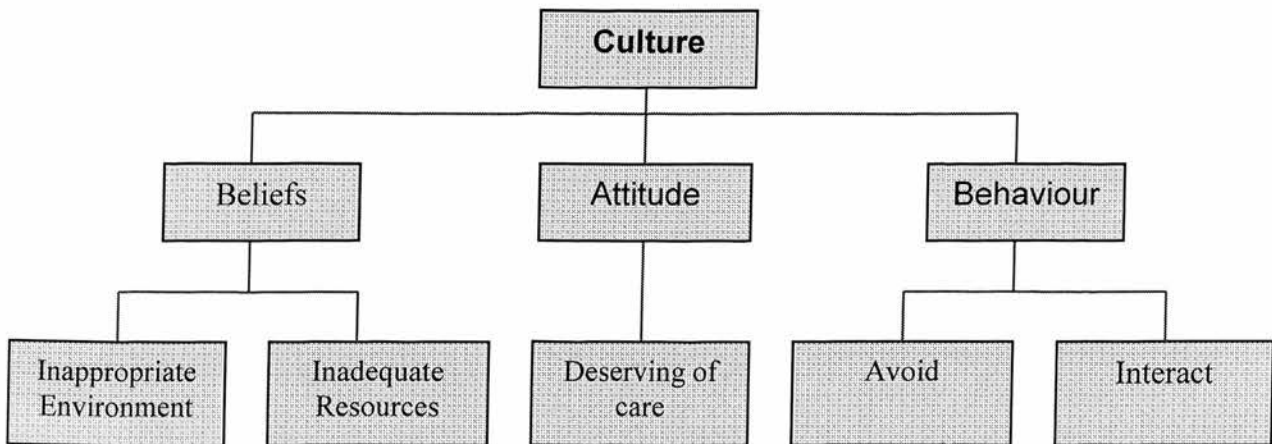 Culture
Beliefs
Attitude
Behaviour
Inappropriate
Environment
Inadequate
Resources
Deserving of
care
Avoid
Interact